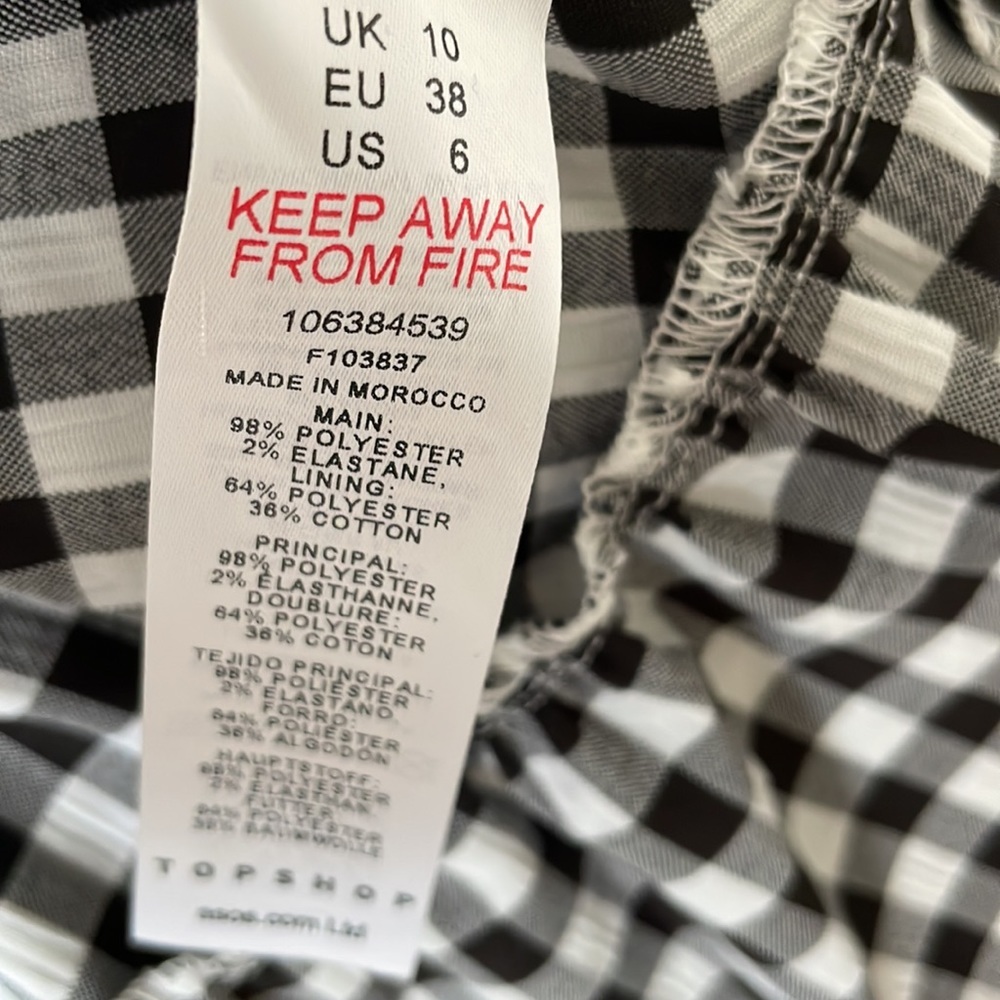 UK 10
EU 38
US 6
KEEP AWAY
FROM FIRE
106384539
F103837
MADE IN MOROCCO
MAIN:
98% POLYESTER
2% ELASTANE,
LINING:
64% POLYESTER
36% COTTON
PRINCIPAL:
98% POLYESTER
2% ÉLASTHANNE,
DOUBLURE:
64% POLYESTER
36% COTON
TEJIDO PRINCIPAL:
98% POLIÉSTER
2% ELASTANO,
FORRO:
64% POLIÉSTER
36% ALGODÓN
HAUPTSTOFF:
98% POLYESTER
2% ELASTHAN,
FUTTER:
64% POLYESTER
36% BAUMWOLLE
TOPSHOP
asos.com Ltd